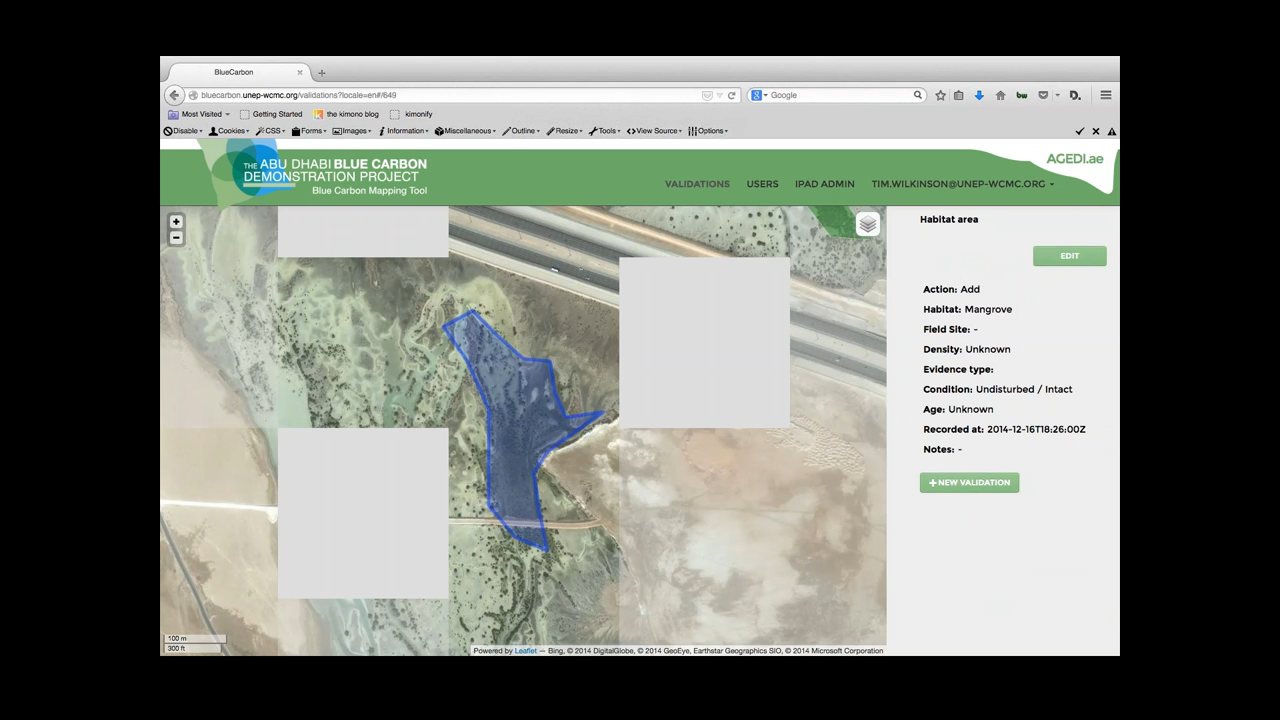 BlueCarbon
bluecarbon.unep-wcmc.org/validations?locale=en#/649
Google
Most Visited
Getting Started
the kimono blog
kimonify
Disable
Cookies
CSS
Forms
Images
Information
Miscellaneous
Outline
Resize
Tools
View Source
Options
THE ABU DHABI BLUE CARBON
DEMONSTRATION PROJECT
Blue Carbon Mapping Tool
VALIDATIONS
USERS
IPAD ADMIN
TIM.WILKINSON@UNEP-WCMC.ORG
AGEDI.ae
+
-
Habitat area
EDIT
Action: Add
Habitat: Mangrove
Field Site: -
Density: Unknown
Evidence type:
Condition: Undisturbed / Intact
Age: Unknown
Recorded at: 2014-12-16T18:26:00Z
Notes: -
+ NEW VALIDATION
100 m
300 ft
Powered by Leaflet — Bing, © 2014 DigitalGlobe, © 2014 GeoEye, Earthstar Geographics SIO, © 2014 Microsoft Corporation